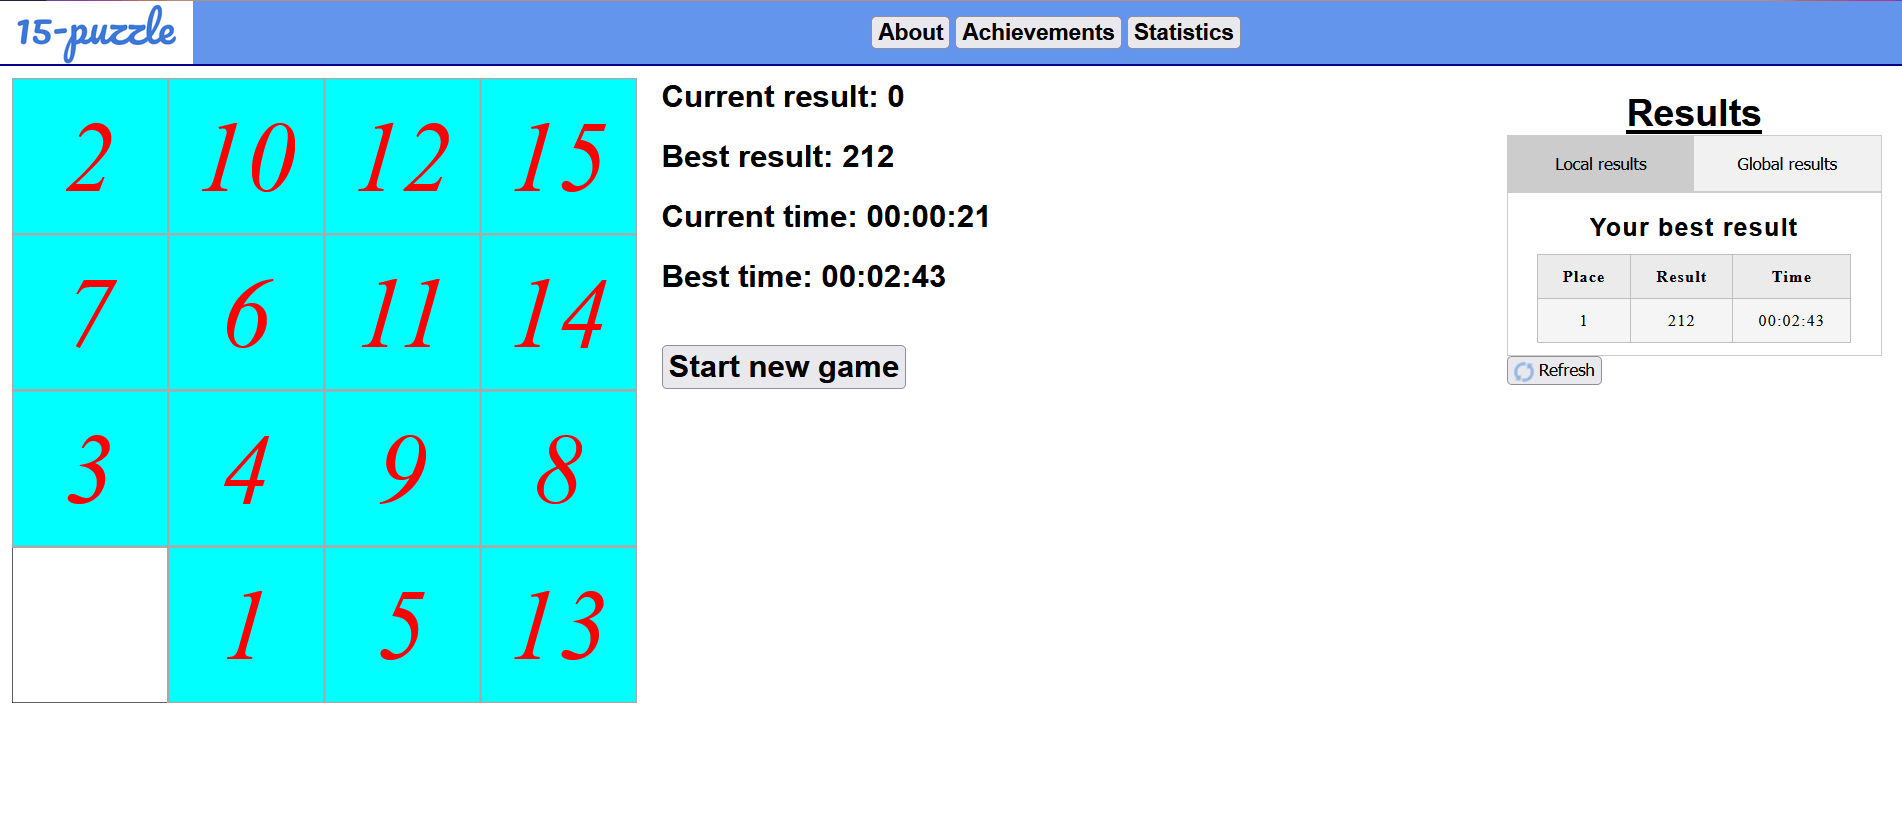 15-puzzle
About Achievements Statistics
2 10 12 15
7 6 11 14
3 4 9 8
1 5 13
Current result: 0
Best result: 212
Current time: 00:00:21
Best time: 00:02:43
Start new game
Results
Local results Global results
Your best result
Place Result Time
1 212 00:02:43
Refresh